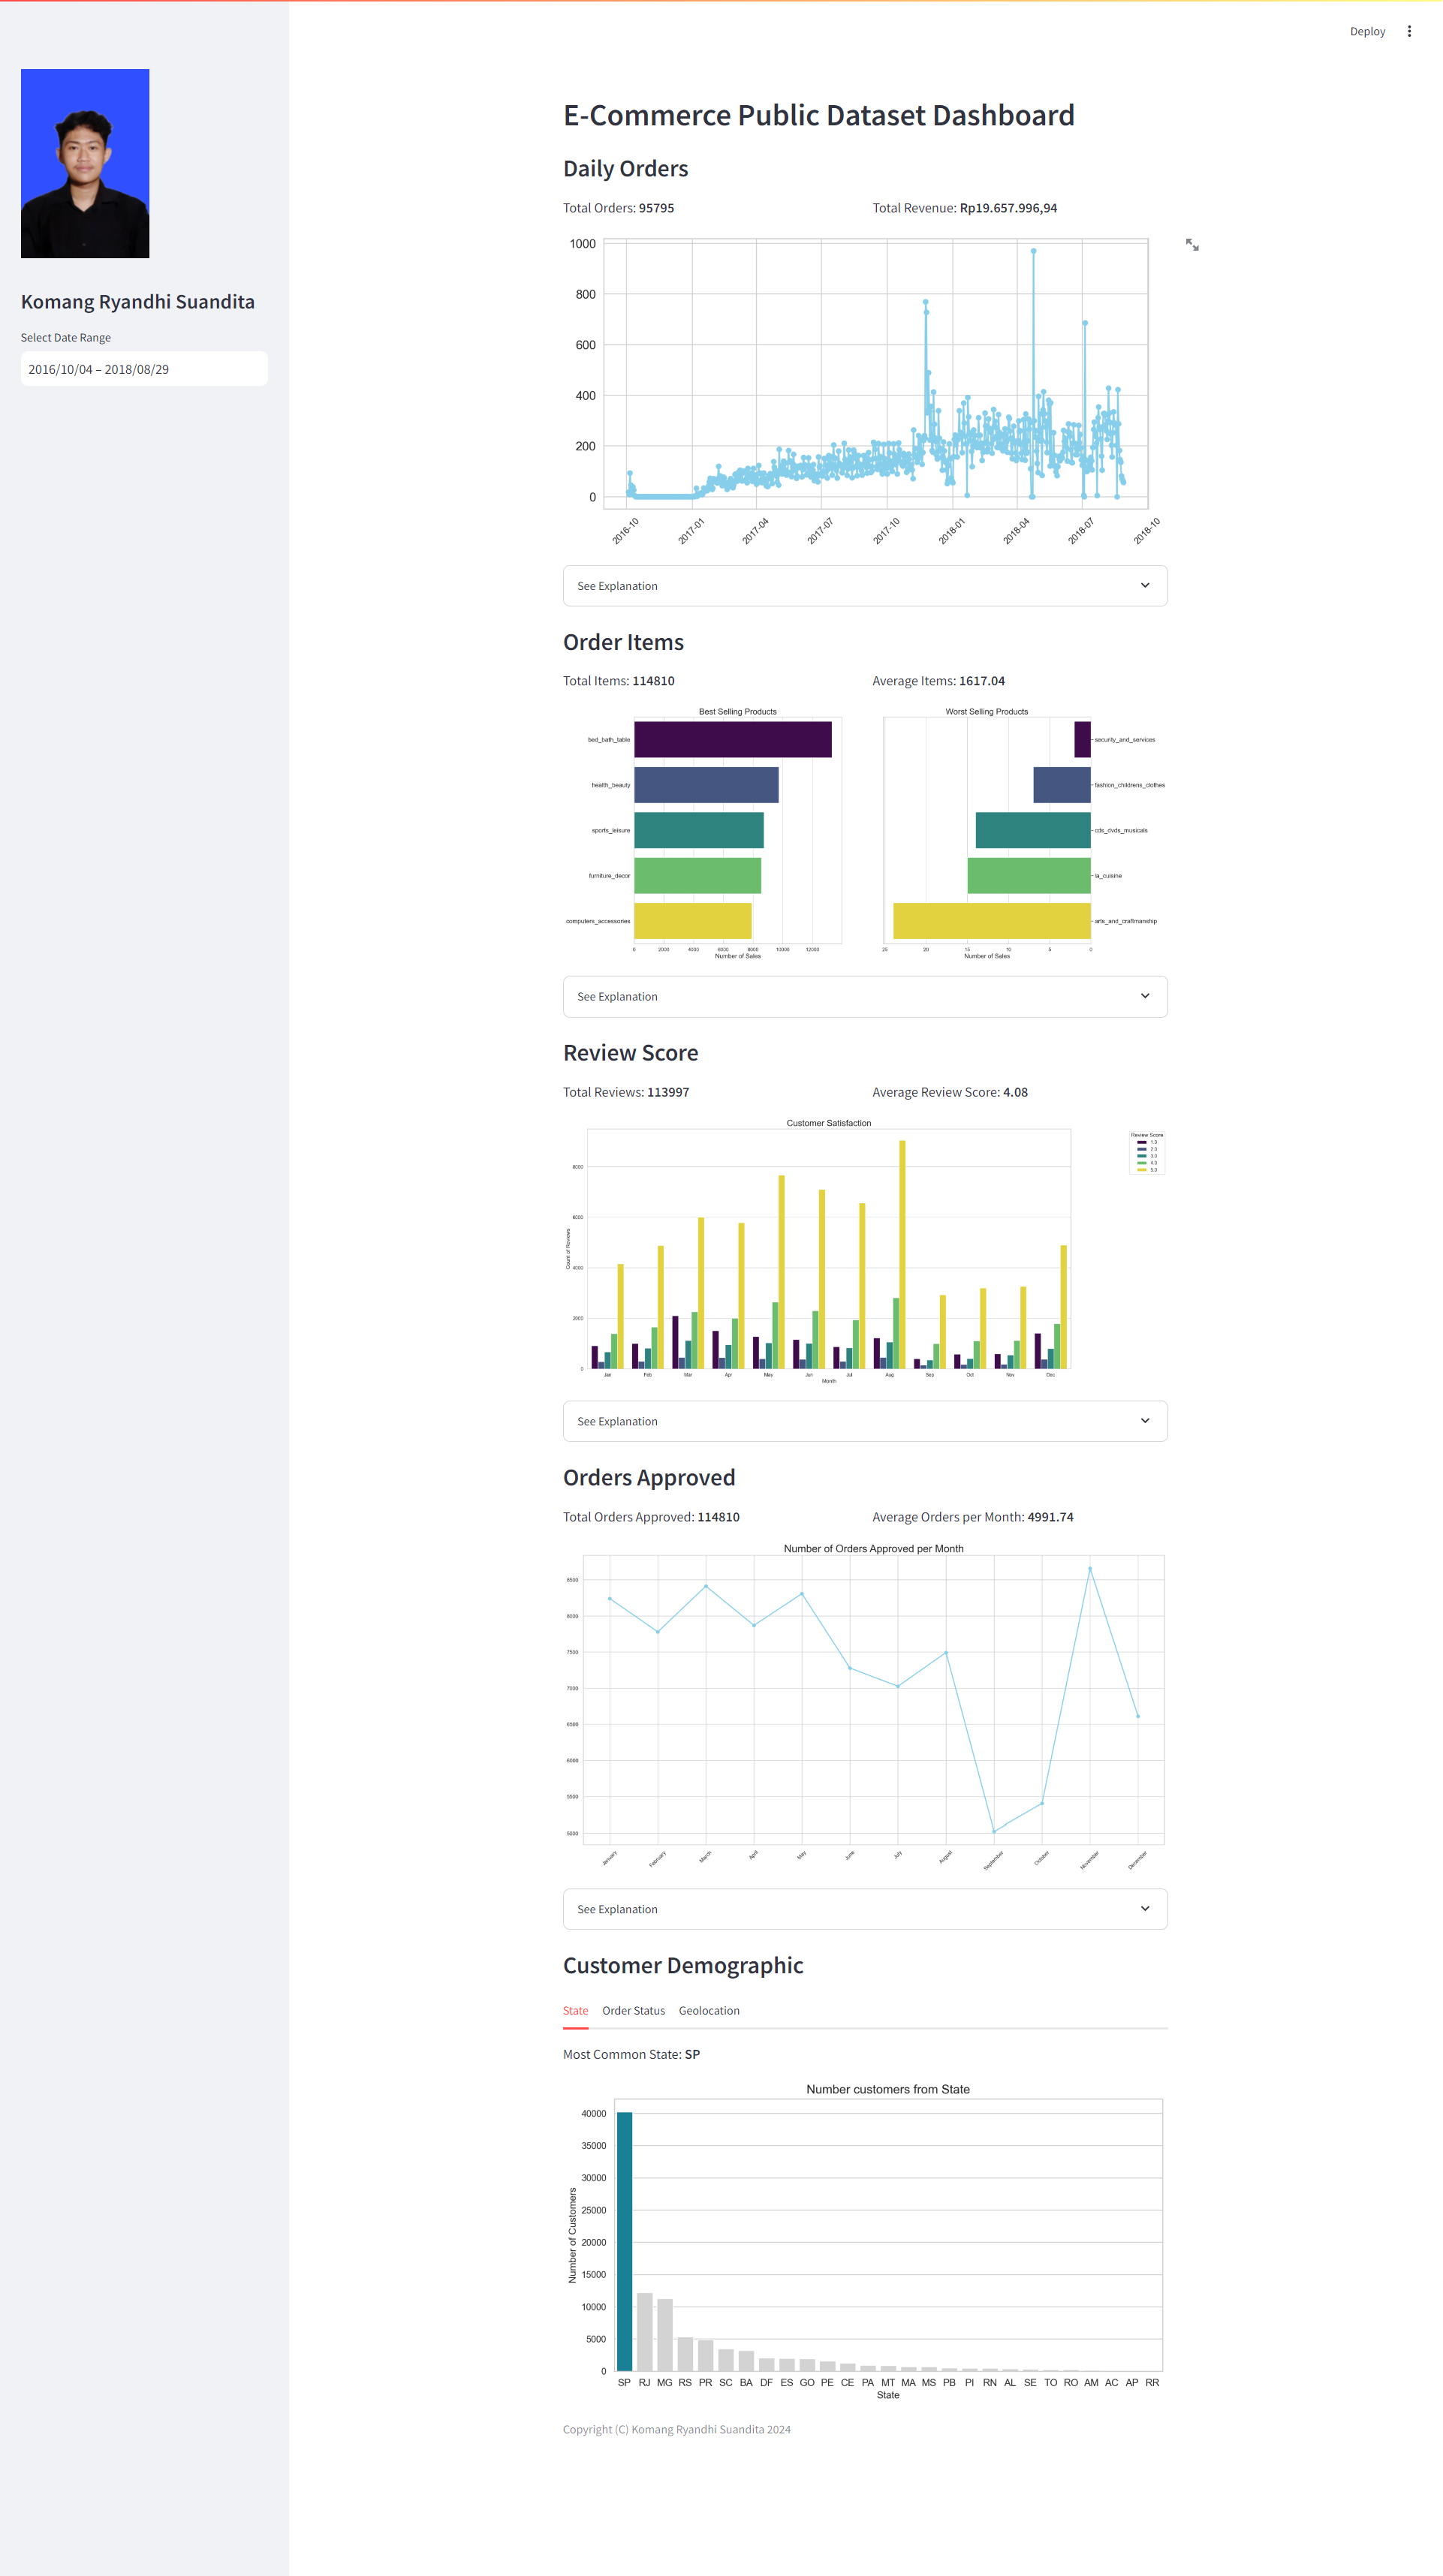 Deploy
Komang Ryandhi Suandita
Select Date Range
2016/10/04 – 2018/08/29
E-Commerce Public Dataset Dashboard
Daily Orders
Total Orders: 95795
Total Revenue: Rp19.657.996,94
1000
800
600
400
200
0
2016-10
2017-01
2017-04
2017-07
2017-10
2018-01
2018-04
2018-07
2018-10
See Explanation
Order Items
Total Items: 114810
Average Items: 1617.04
Best Selling Products
bed_bath_table
health_beauty
sports_leisure
furniture_decor
computers_accessories
0 2000 4000 6000 8000 10000 12000
Number of Sales
Worst Selling Products
security_and_services
fashion_childrens_clothes
cds_dvds_musicals
la_cuisine
arts_and_craftmanship
25 20 15 10 5 0
Number of Sales
See Explanation
Review Score
Total Reviews: 113997
Average Review Score: 4.08
Customer Satisfaction
Count of Reviews
8000
6000
4000
2000
0
Jan Feb Mar Apr May Jun Jul Aug Sep Oct Nov Dec
Month
Review Score
1.0
2.0
3.0
4.0
5.0
See Explanation
Orders Approved
Total Orders Approved: 114810
Average Orders per Month: 4991.74
Number of Orders Approved per Month
8500
8000
7500
7000
6500
6000
5500
5000
January
February
March
April
May
June
July
August
September
October
November
December
See Explanation
Customer Demographic
State Order Status Geolocation
Most Common State: SP
Number customers from State
Number of Customers
40000
35000
30000
25000
20000
15000
10000
5000
0
SP RJ MG RS PR SC BA DF ES GO PE CE PA MT MA MS PB PI RN AL SE TO RO AM AC AP RR
State
Copyright (C) Komang Ryandhi Suandita 2024